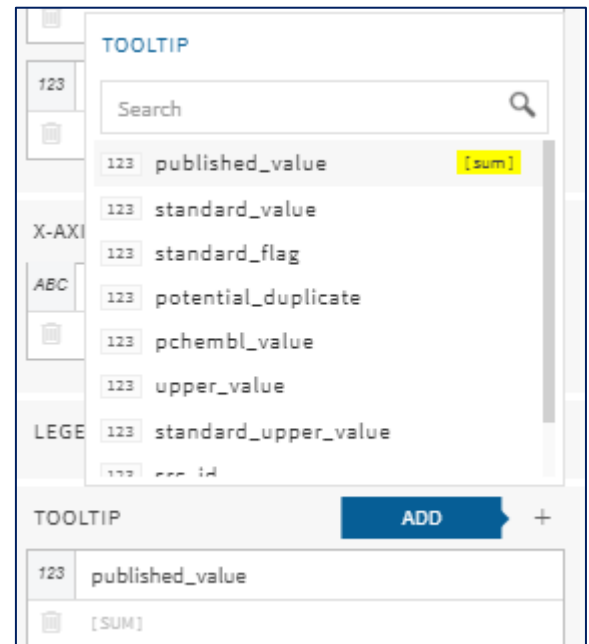 TOOLTIP
123
Search
123 published_value [sum]
123 standard_value
X-AXI
123 standard_flag
ABC
123 potential_duplicate
123 pchembl_value
123 upper_value
LEGE
123 standard_upper_value
TOOLTIP ADD +
123 published_value
[SUM]